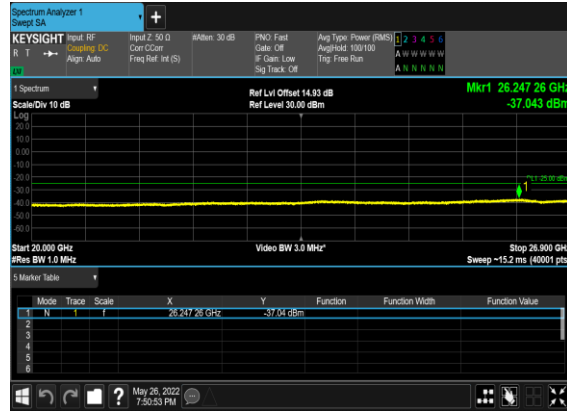 Spectrum Analyzer 1
Swept SA
+
KEYSIGHT
R T
Input: RF
Coupling: DC
Align: Auto
Input Z: 50 Ω
Corr CCorr
Freq Ref: Int (S)
#Atten: 30 dB
PNO: Fast
Gate: Off
IF Gain: Low
Sig Track: Off
Avg Type: Power (RMS)
Avg|Hold: 100/100
Trig: Free Run
1 2 3 4 5 6
A W W W W W
A N N N N N
1 Spectrum
Scale/Div 10 dB
Ref Lvl Offset 14.93 dB
Ref Level 30.00 dBm
Mkr1 26.247 26 GHz
-37.043 dBm
Log
20.0
10.0
0.00
-10.0
-20.0
-30.0
-40.0
-50.0
-60.0
1
Start 20.000 GHz
#Res BW 1.0 MHz
Video BW 3.0 MHz*
Stop 26.900 GHz
Sweep ~15.2 ms (40001 pts)
5 Marker Table
Mode Trace Scale X Y Function Function Width Function Value
1 N 1 f 26.247 26 GHz -37.04 dBm
2
3
4
5
6
?
May 26, 2022
7:50:53 PM